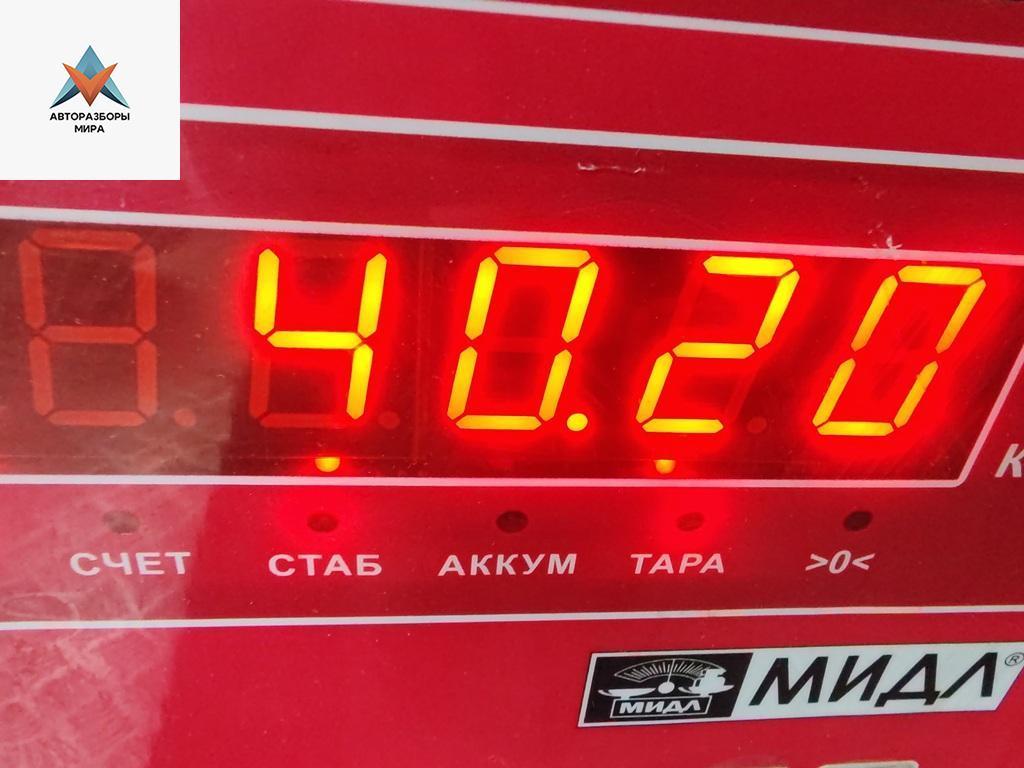 АВТОРАЗБОРЫ
МИРА
40.20
К
СЧЕТ СТАБ АККУМ ТАРА >0<
МИДЛ МИДЛ®